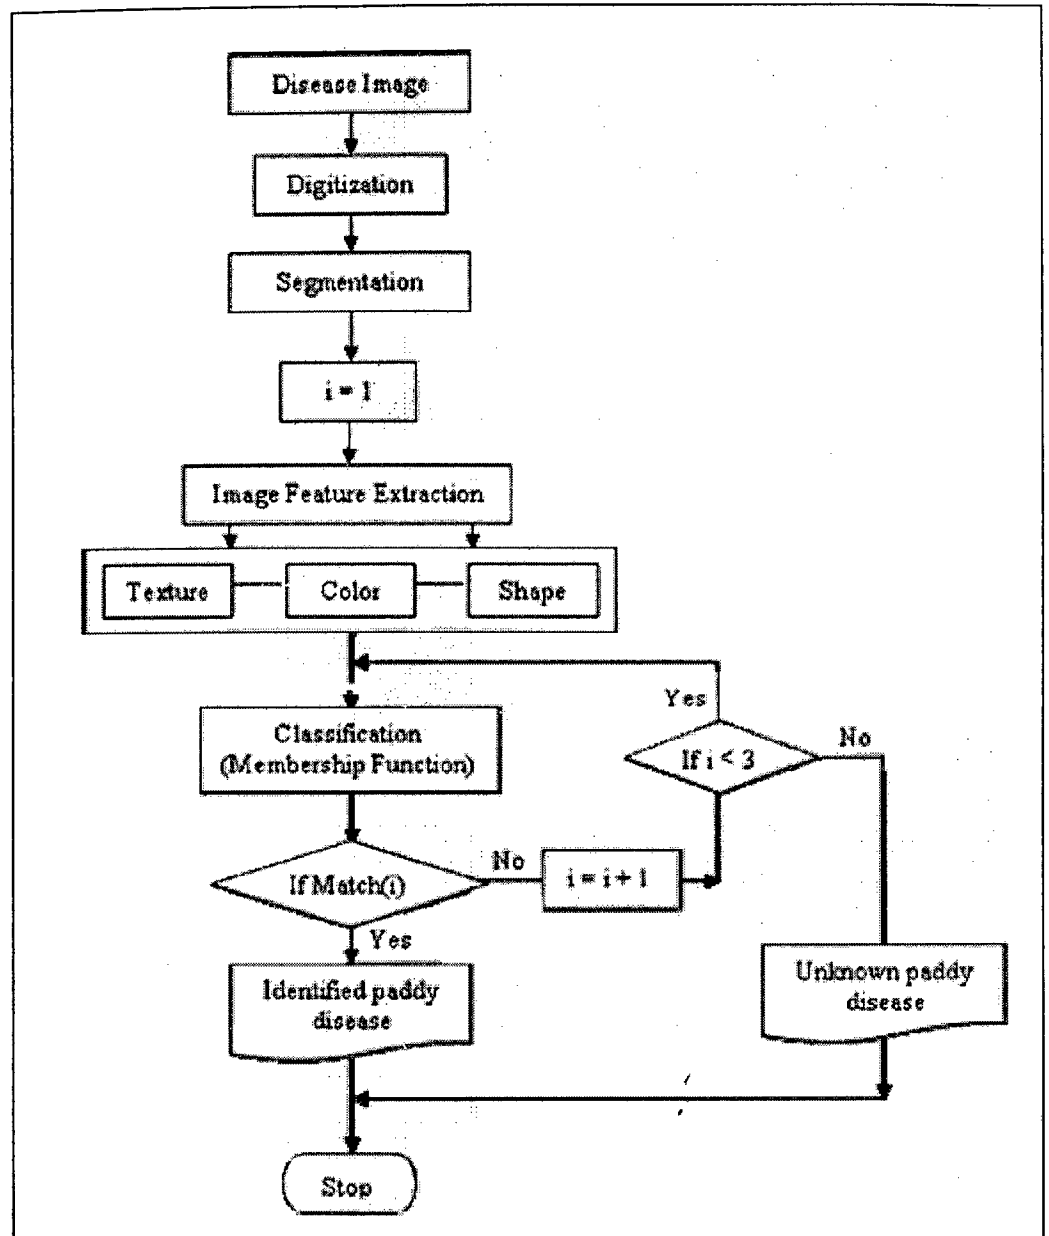 Disease Image
Digitization
Segmentation
i = 1
Image Feature Extraction
Texture
Color
Shape
Yes
No
If i < 3
Classification
(Membership Function)
No
i = i + 1
If Match(i)
Yes
Identified paddy
disease
Unknown paddy
disease
Stop